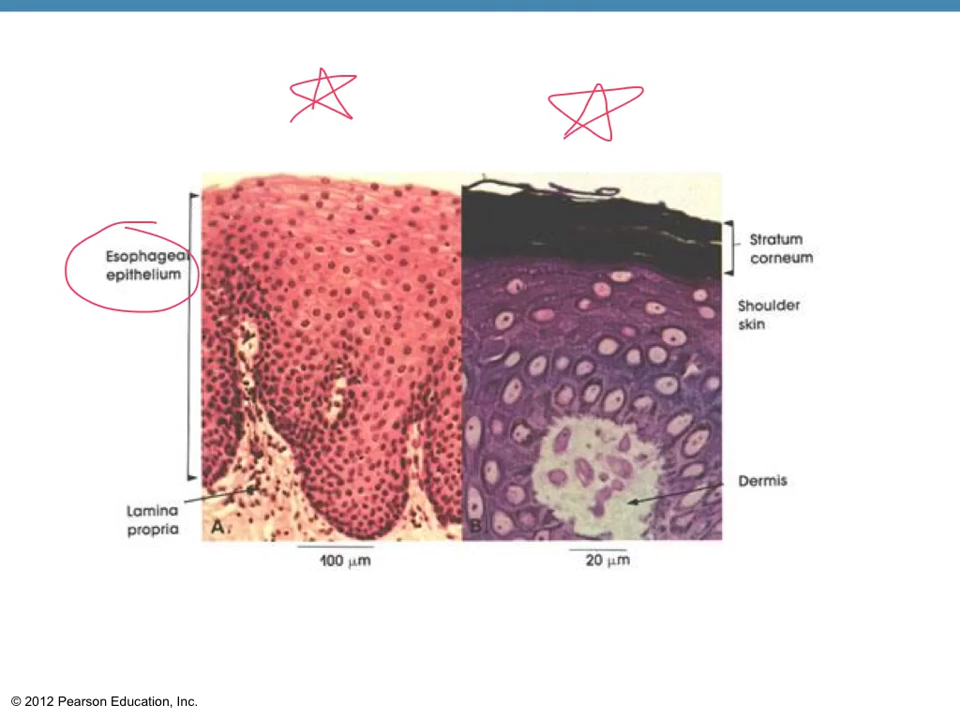 Esophageal
epithelium
Stratum
corneum
Shoulder
skin
Lamina
propria
Dermis
A.
B
100 μm
20 μm
© 2012 Pearson Education, Inc.